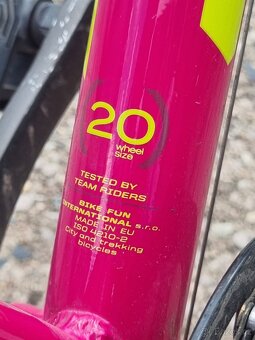 20
wheel
size
TESTED BY
TEAM RIDERS
BIKE FUN
INTERNATIONAL s.r.o.
MADE IN EU
ISO 4210-2
City and trekking
bicycles